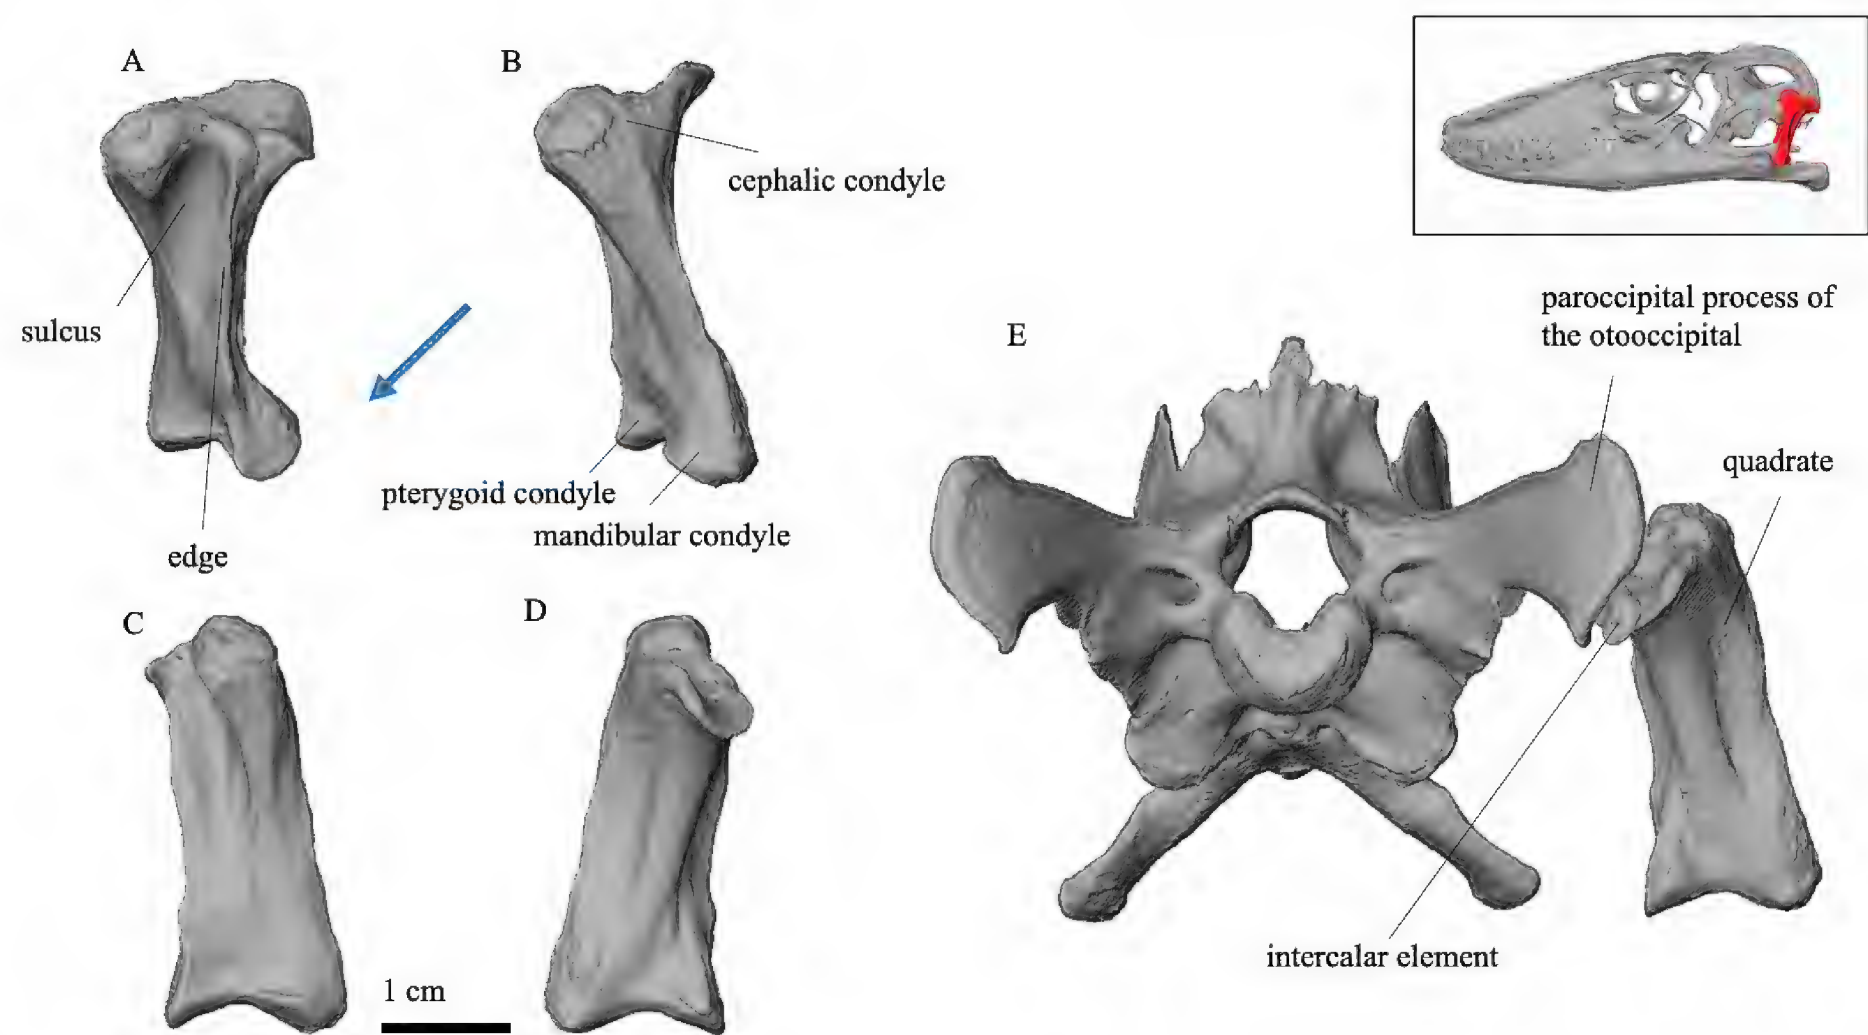 A
B
cephalic condyle
paroccipital process of
the otooccipital
sulcus
E
quadrate
pterygoid condyle
mandibular condyle
edge
C
D
intercalar element
1 cm